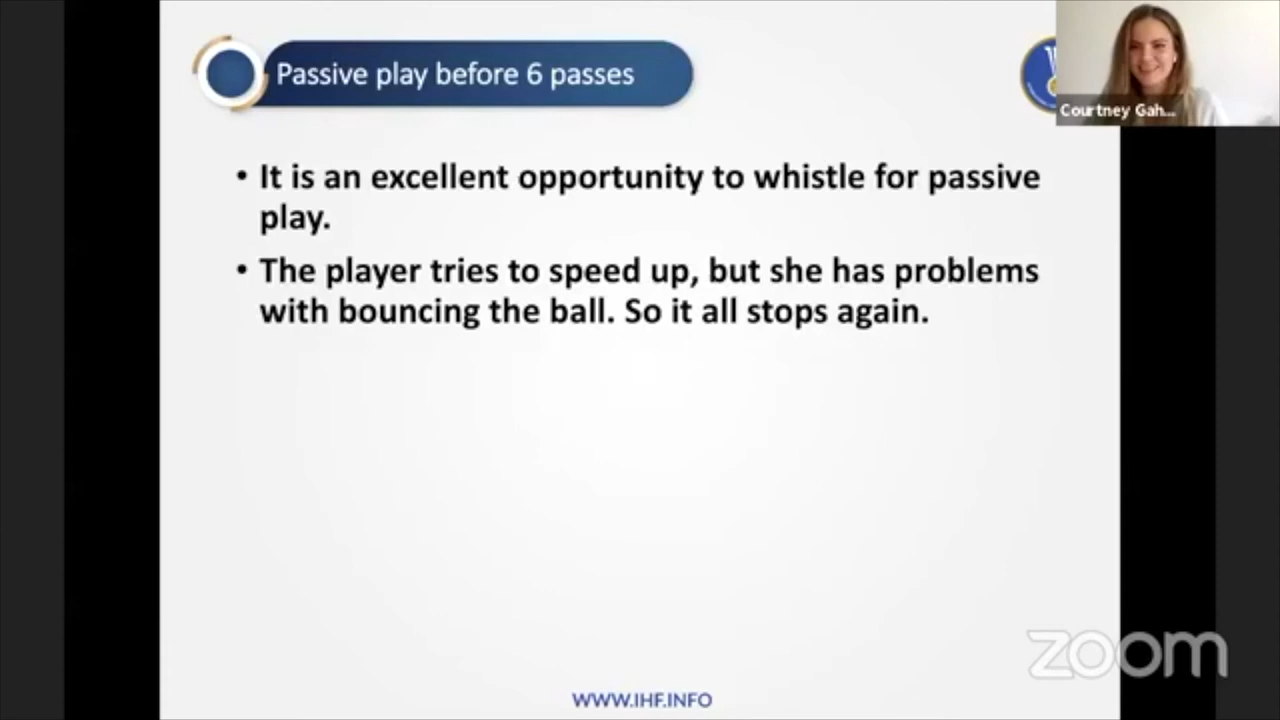 Passive play before 6 passes
Courtney Gah...
• It is an excellent opportunity to whistle for passive
play.
• The player tries to speed up, but she has problems
with bouncing the ball. So it all stops again.
zoom
WWW.IHF.INFO